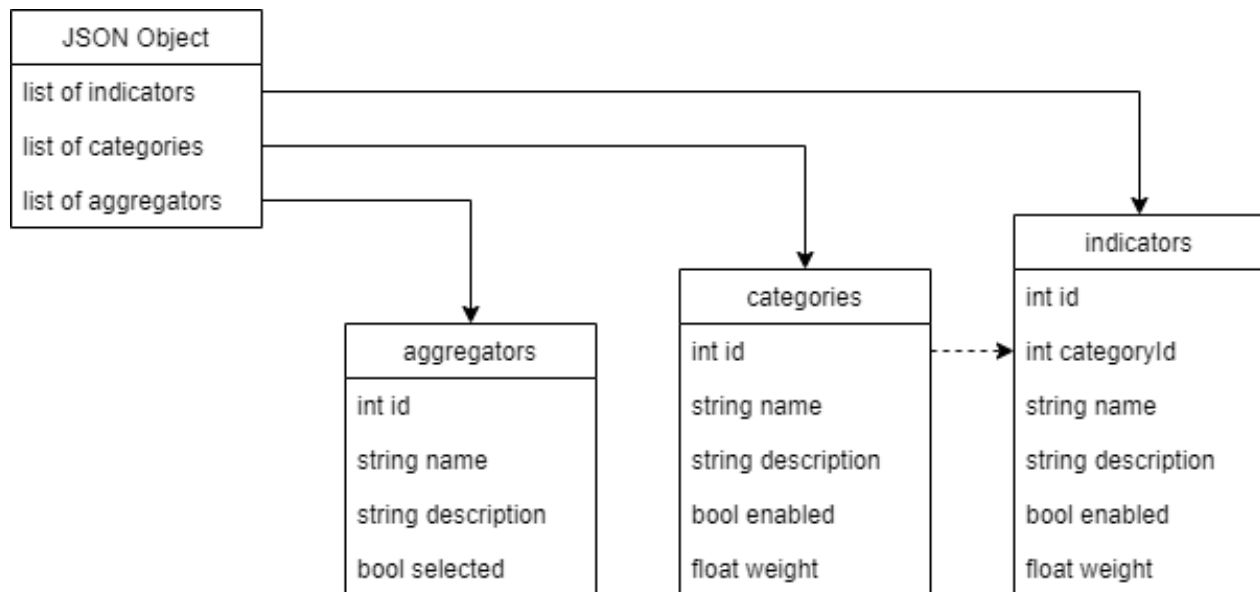 JSON Object
list of indicators
list of categories
list of aggregators
aggregators
int id
string name
string description
bool selected
categories
int id
string name
string description
bool enabled
float weight
indicators
int id
int categoryId
string name
string description
bool enabled
float weight